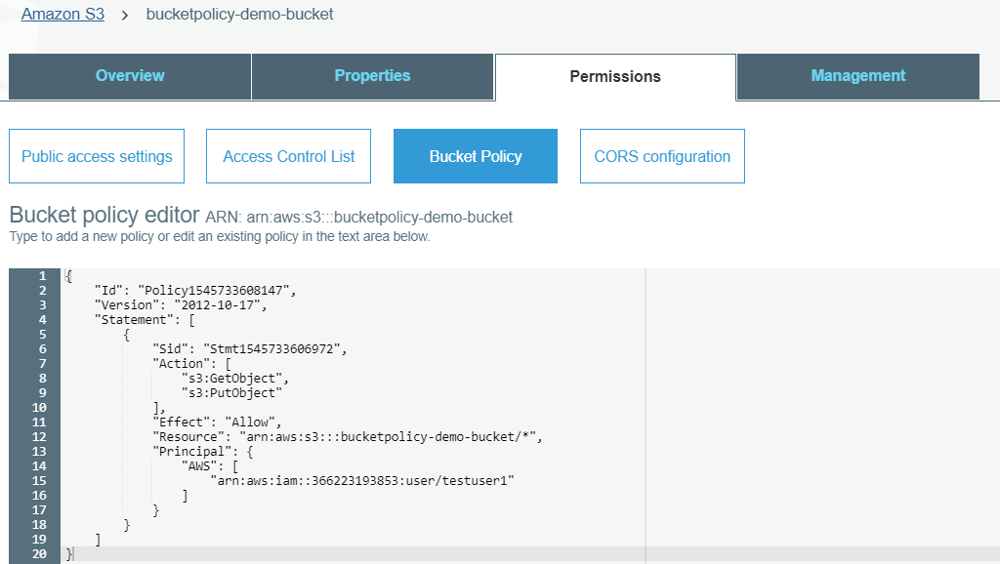 Amazon S3 > bucketpolicy-demo-bucket
Overview Properties Permissions Management
Public access settings Access Control List Bucket Policy CORS configuration
Bucket policy editor ARN: arn:aws:s3:::bucketpolicy-demo-bucket
Type to add a new policy or edit an existing policy in the text area below.
1 {
2     "Id": "Policy1545733608147",
3     "Version": "2012-10-17",
4     "Statement": [
5         {
6             "Sid": "Stmt1545733606972",
7             "Action": [
8                 "s3:GetObject",
9                 "s3:PutObject"
10             ],
11             "Effect": "Allow",
12             "Resource": "arn:aws:s3:::bucketpolicy-demo-bucket/*",
13             "Principal": {
14                 "AWS": [
15                     "arn:aws:iam::366223193853:user/testuser1"
16                 ]
17             }
18         }
19     ]
20 }